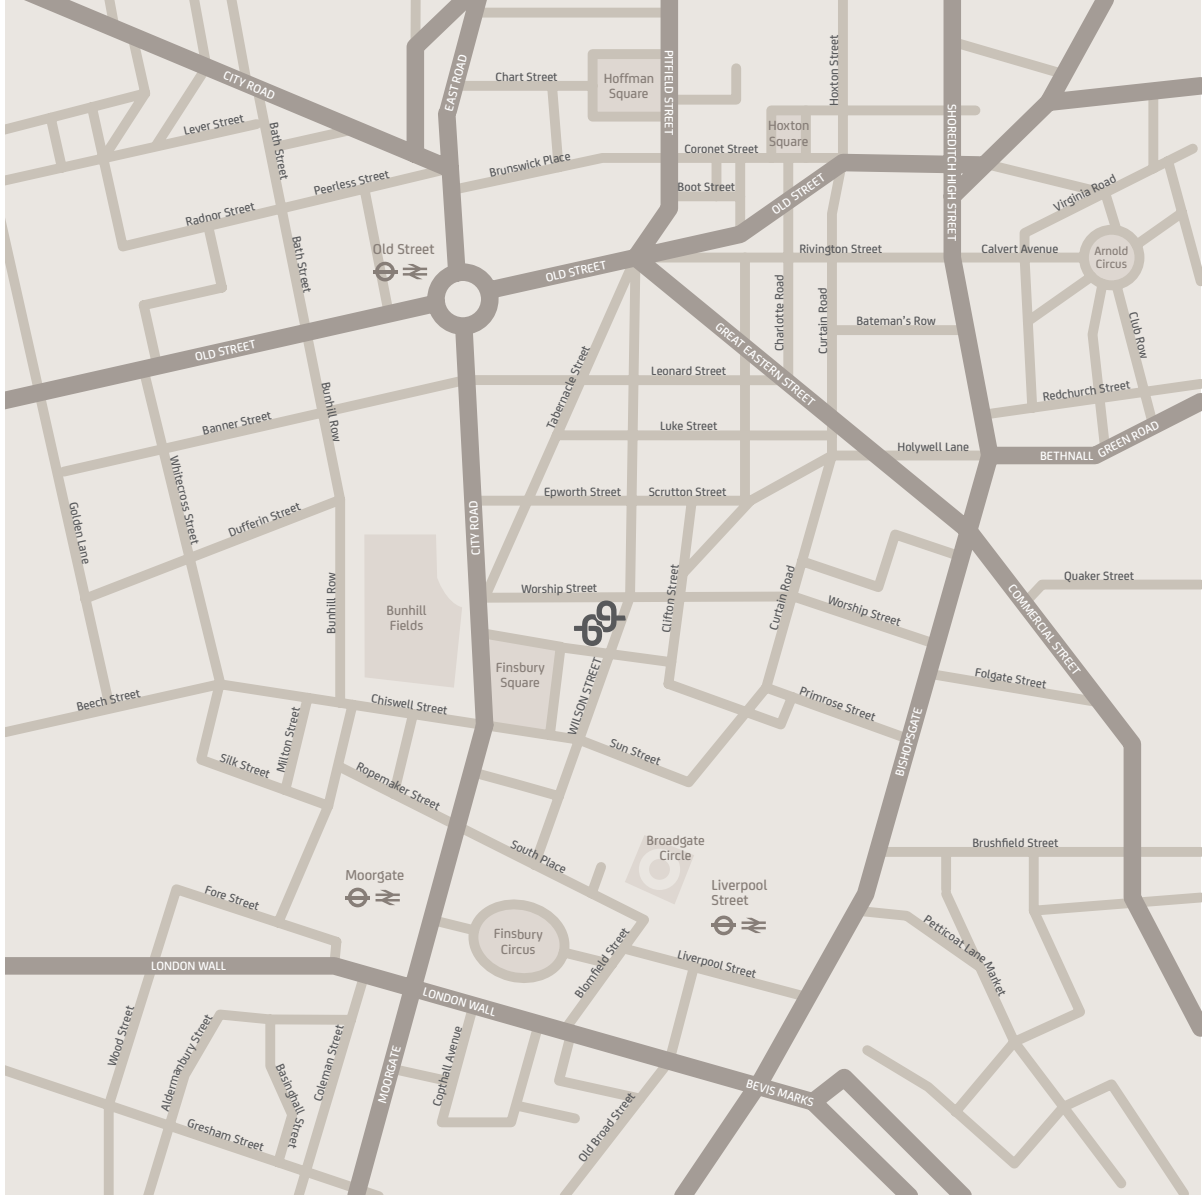 CITY ROAD
EAST ROAD
Chart Street
Hoffman
Square
PITFIELD STREET
Hoxton Street
SHOREDITCH HIGH STREET
Lever Street
Bath Street
Hoxton
Square
Coronet Street
Brunswick Place
Peerless Street
Boot Street
OLD STREET
Virginia Road
Radnor Street
Bath Street
Old Street
Rivington Street
Calvert Avenue
Arnold
Circus
OLD STREET
Charlotte Road
Curtain Road
Bateman's Row
Club Row
GREAT EASTERN STREET
OLD STREET
Tabernacle Street
Leonard Street
Redchurch Street
Bunhill Row
Banner Street
Luke Street
Holywell Lane
BETHNALL GREEN ROAD
Whitecross Street
Golden Lane
Dufferin Street
CITY ROAD
Epworth Street
Scrutton Street
Bunhill Row
Bunhill
Fields
Worship Street
69
Clifton Street
Curtain Road
Worship Street
Quaker Street
COMMERCIAL STREET
Finsbury
Square
WILSON STREET
Folgate Street
Beech Street
Chiswell Street
Primrose Street
BISHOPSGATE
Milton Street
Silk Street
Sun Street
Ropemaker Street
South Place
Broadgate
Circle
Brushfield Street
Moorgate
Liverpool
Street
Fore Street
Finsbury
Circus
Petticoat Lane Market
Blomfield Street
Liverpool Street
LONDON WALL
LONDON WALL
Wood Street
Aldermanbury Street
Basinghall
Street
Coleman Street
MOORGATE
Copthall Avenue
BEVIS MARKS
Gresham Street
Old Broad Street